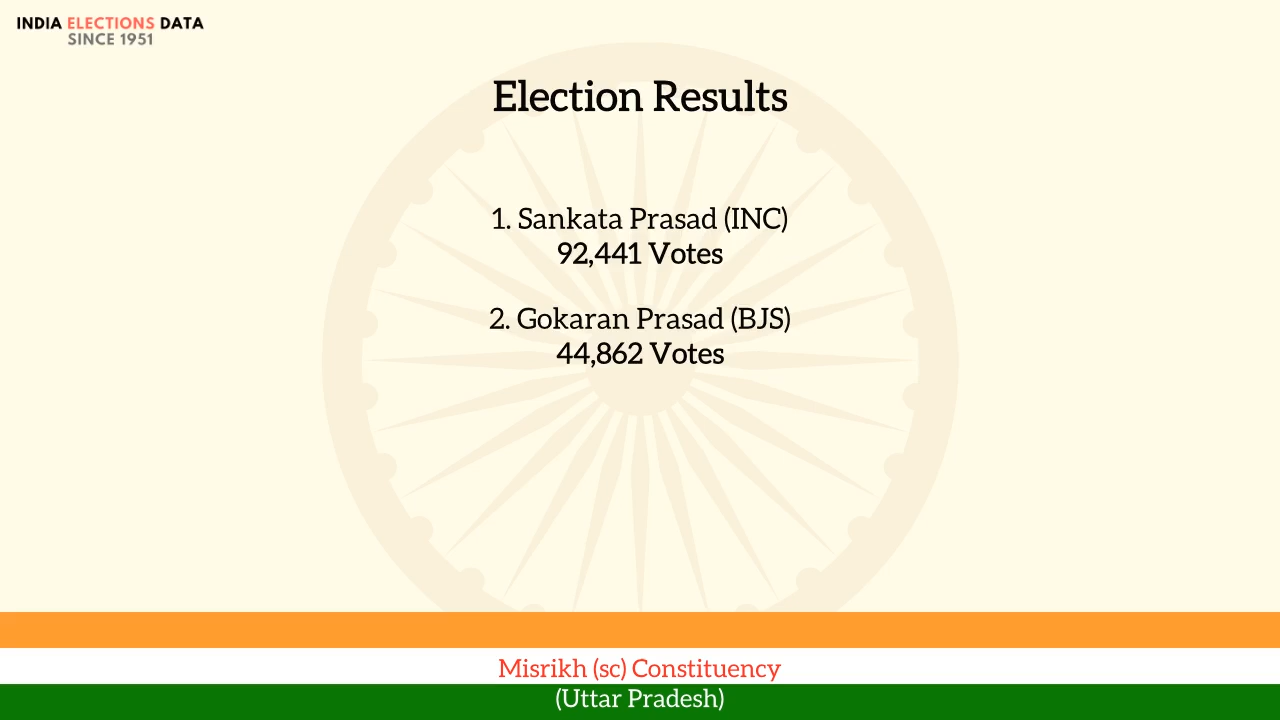 INDIA ELECTIONS DATA
SINCE 1951
Election Results
1. Sankata Prasad (INC)
92,441 Votes
2. Gokaran Prasad (BJS)
44,862 Votes
Misrikh (sc) Constituency
(Uttar Pradesh)